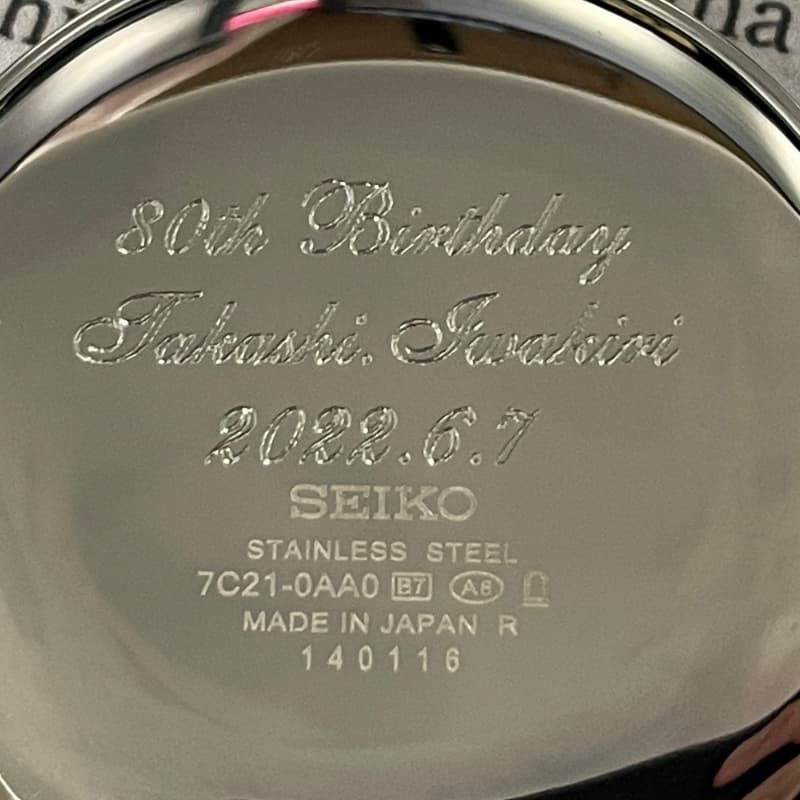 80th Birthday
Takashi. Iwakiri
2022.6.7
SEIKO
STAINLESS STEEL
7C21-0AA0 B7 A8
MADE IN JAPAN R
140116